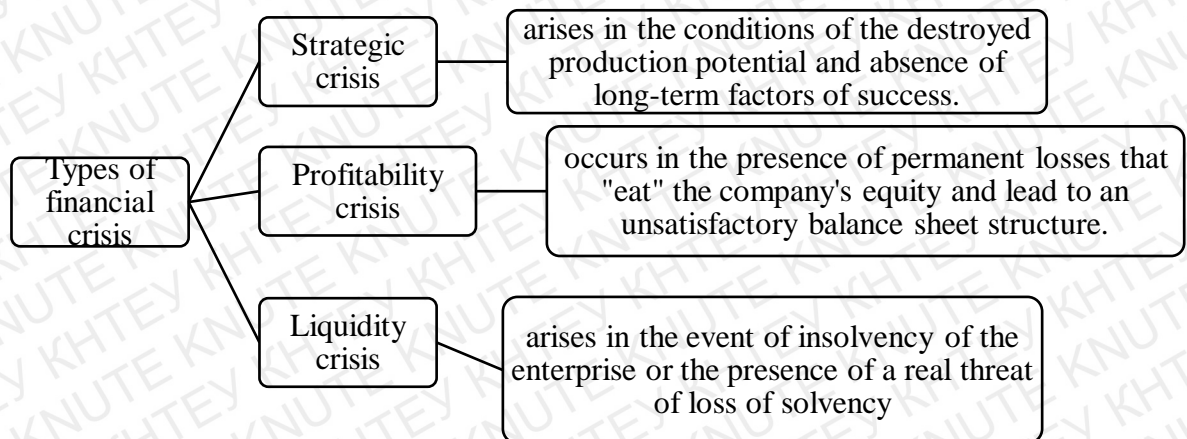 Strategic
crisis
arises in the conditions of the destroyed
production potential and absence of
long-term factors of success.
Types of
financial
crisis
Profitability
crisis
occurs in the presence of permanent losses that
"eat" the company's equity and lead to an
unsatisfactory balance sheet structure.
Liquidity
crisis
arises in the event of insolvency of the
enterprise or the presence of a real threat
of loss of solvency